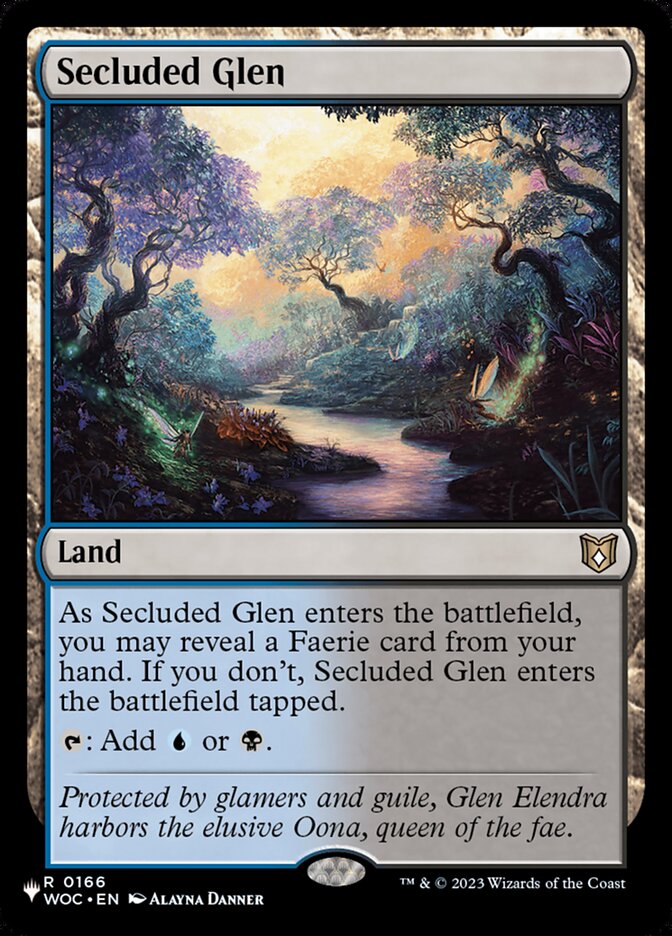 Secluded Glen
Land
As Secluded Glen enters the battlefield,
you may reveal a Faerie card from your
hand. If you don't, Secluded Glen enters
the battlefield tapped.
: Add or .
Protected by glamers and guile, Glen Elendra
harbors the elusive Oona, queen of the fae.
R 0166
WOC • EN Alayna Danner
™ & © 2023 Wizards of the Coast